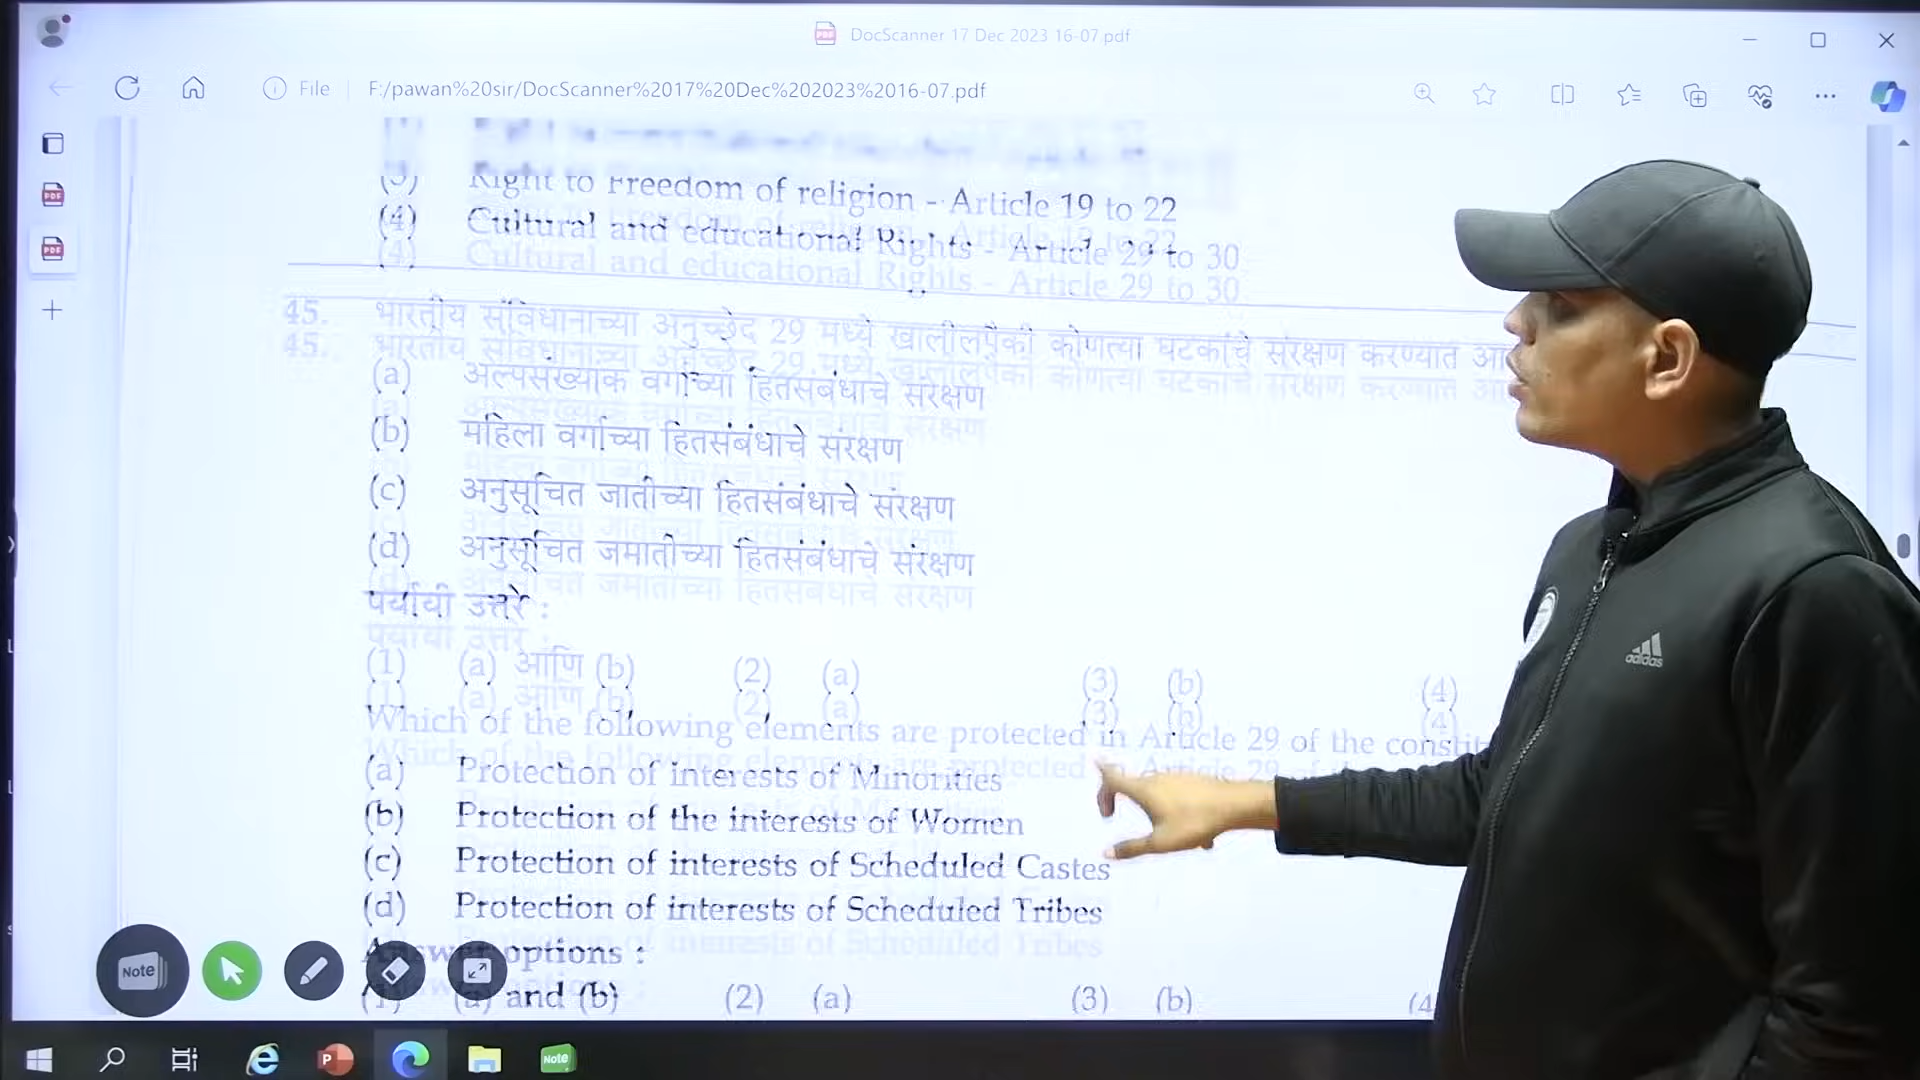 DocScanner 17 Dec 2023 16-07.pdf
File F:/pawan%20sir/DocScanner%2017%20Dec%202023%2016-07.pdf
(3) Right to Freedom of religion - Article 19 to 22
(4) Cultural and educational Rights - Article 29 to 30
45. भारतीय संविधानाच्या अनुच्छेद 29 मध्ये खालीलपैकी कोणत्या घटकांचे संरक्षण करण्यात
(a) अल्पसंख्याक वर्गाच्या हितसंबंधाचे संरक्षण
(b) महिला वर्गाच्या हितसंबंधाचे संरक्षण
(c) अनुसूचित जातीच्या हितसंबंधाचे संरक्षण
(d) अनुसूचित जमातीच्या हितसंबंधाचे संरक्षण
पर्यायी उत्तरे :
(1) (a) आणि (b) (2) (a) (3) (b) (4)
Which of the following elements are protected in Article 29 of the
(a) Protection of interests of Minorities
(b) Protection of the interests of Women
(c) Protection of interests of Scheduled Castes
(d) Protection of interests of Scheduled Tribes
Answer options :
(1) (a) and (b) (2) (a) (3) (b) (4
Note
adidas
Note